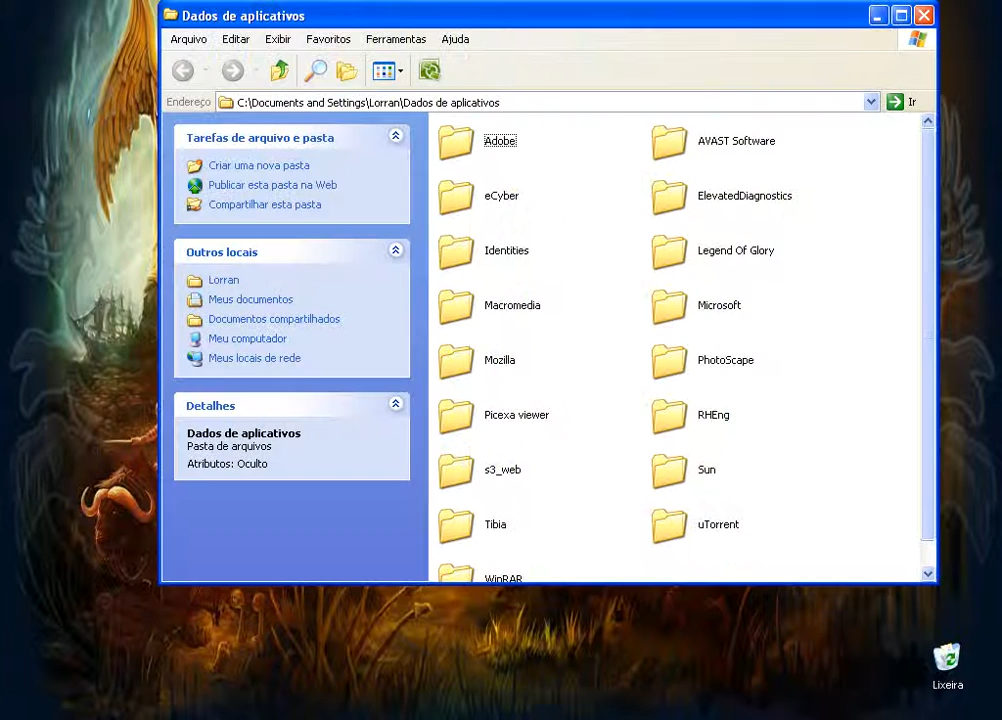 Dados de aplicativos
Arquivo Editar Exibir Favoritos Ferramentas Ajuda
Endereço C:\Documents and Settings\Lorran\Dados de aplicativos Ir
Tarefas de arquivo e pasta
Criar uma nova pasta
Publicar esta pasta na Web
Compartilhar esta pasta
Outros locais
Lorran
Meus documentos
Documentos compartilhados
Meu computador
Meus locais de rede
Detalhes
Dados de aplicativos
Pasta de arquivos
Atributos: Oculto
Adobe AVAST Software
eCyber ElevatedDiagnostics
Identities Legend Of Glory
Macromedia Microsoft
Mozilla PhotoScape
Picexa viewer RHEng
s3_web Sun
Tibia uTorrent
WinRAR
Lixeira